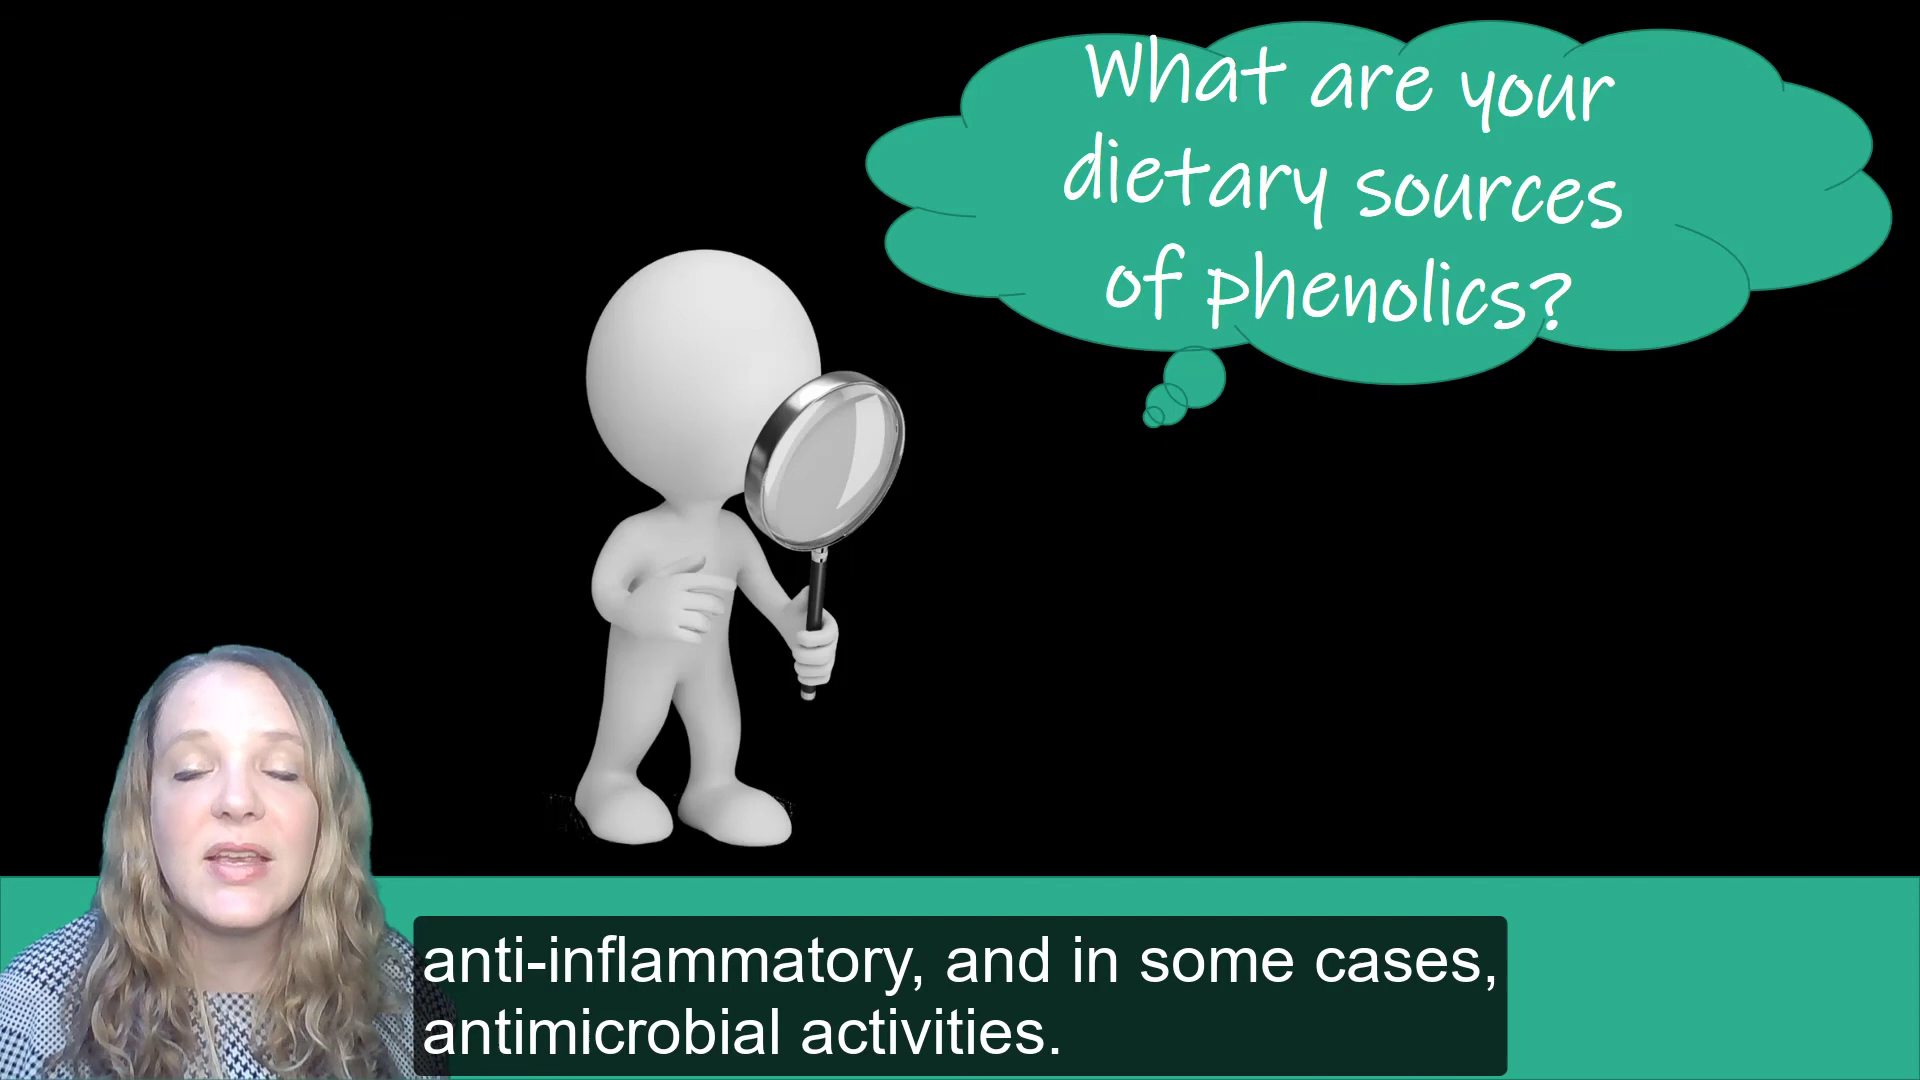 What are your
dietary sources
of phenolics?
anti-inflammatory, and in some cases,
antimicrobial activities.